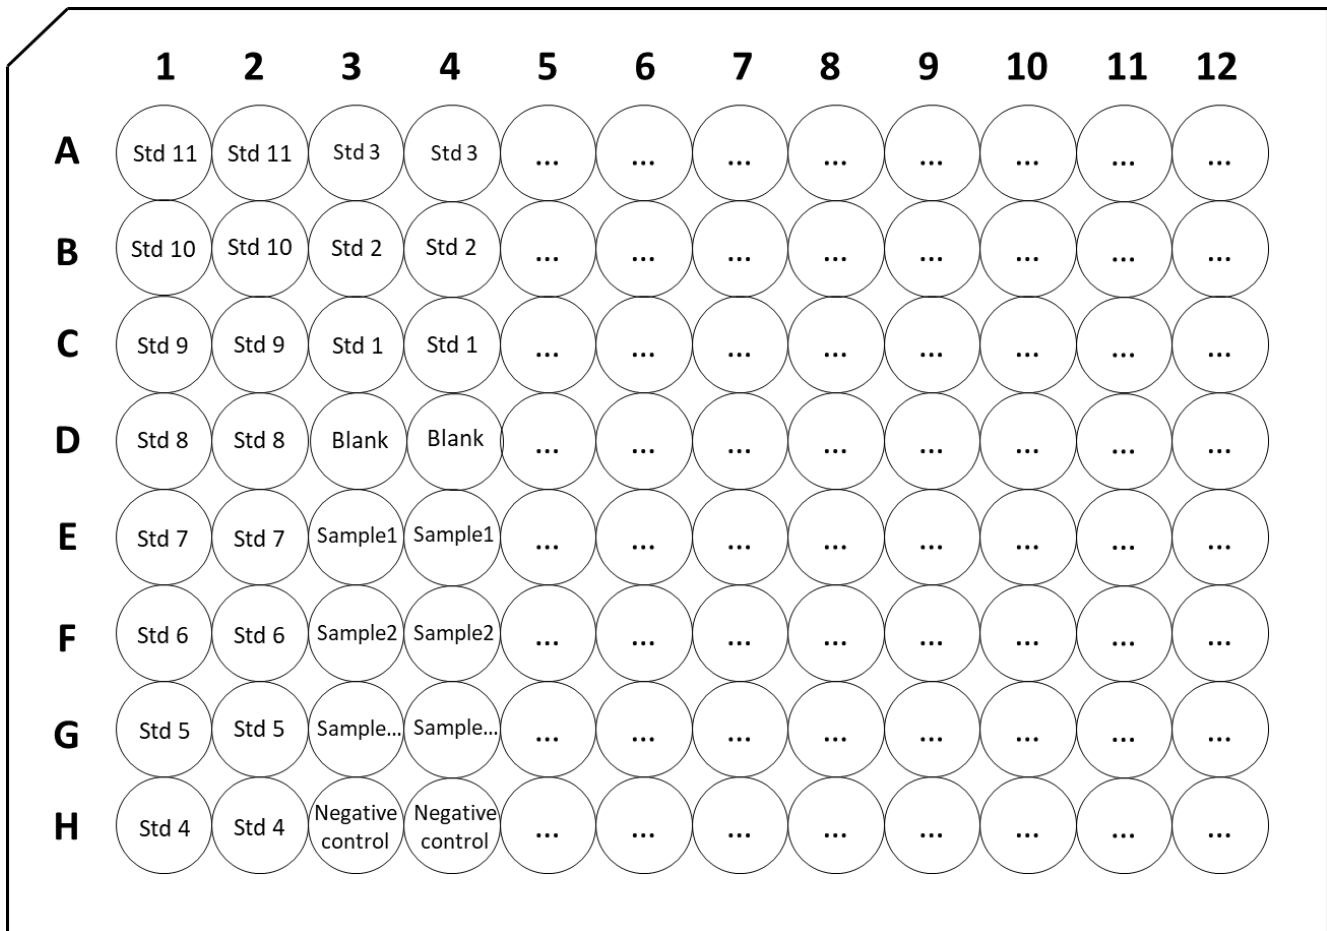 1 2 3 4 5 6 7 8 9 10 11 12
A Std 11 Std 11 Std 3 Std 3 ... ... ... ... ... ... ... ...
B Std 10 Std 10 Std 2 Std 2 ... ... ... ... ... ... ... ...
C Std 9 Std 9 Std 1 Std 1 ... ... ... ... ... ... ... ...
D Std 8 Std 8 Blank Blank ... ... ... ... ... ... ... ...
E Std 7 Std 7 Sample1 Sample1 ... ... ... ... ... ... ... ...
F Std 6 Std 6 Sample2 Sample2 ... ... ... ... ... ... ... ...
G Std 5 Std 5 Sample... Sample... ... ... ... ... ... ... ... ...
H Std 4 Std 4 Negative control Negative control ... ... ... ... ... ... ... ...